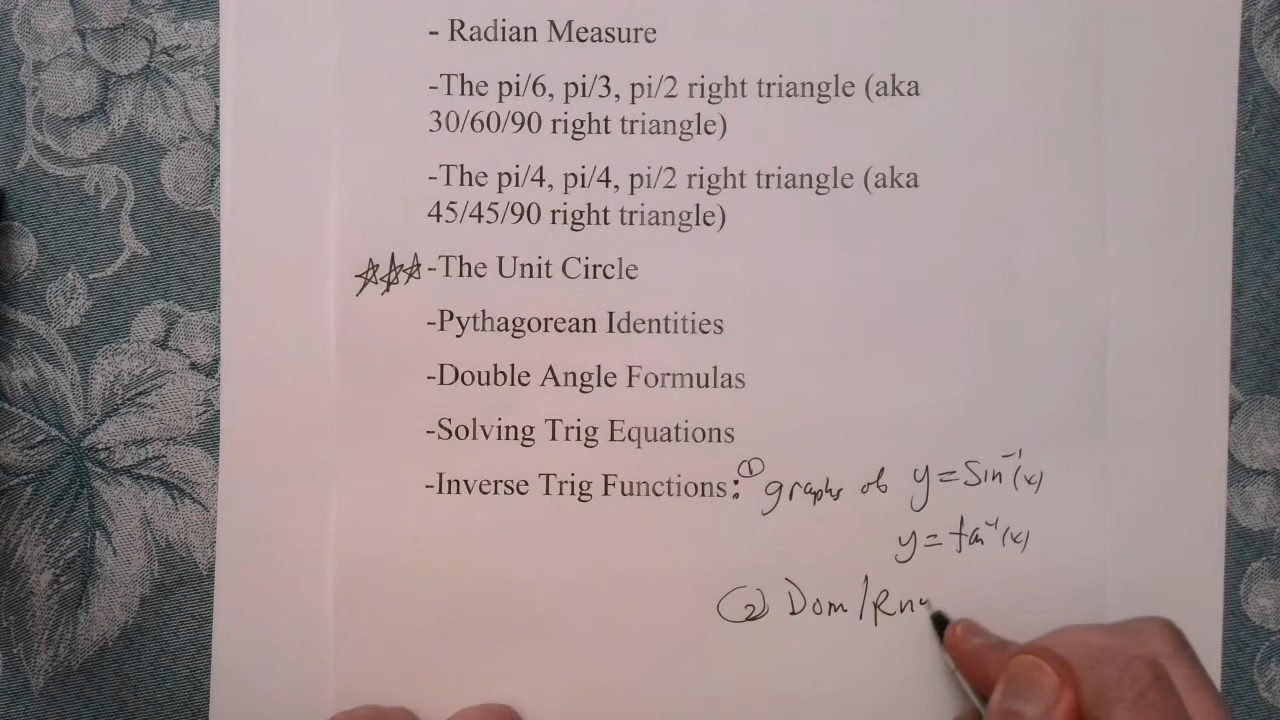 - Radian Measure
-The pi/6, pi/3, pi/2 right triangle (aka
30/60/90 right triangle)
-The pi/4, pi/4, pi/2 right triangle (aka
45/45/90 right triangle)
-The Unit Circle
-Pythagorean Identities
-Double Angle Formulas
-Solving Trig Equations
-Inverse Trig Functions: ① graphs of y = Sin⁻¹(x)
y = tan⁻¹(x)
② Dom/Rn